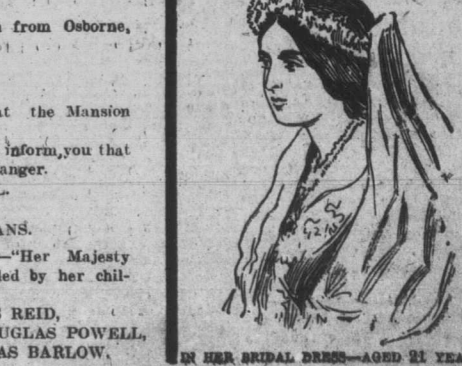 from Osborne,
at the Mansion
inform,you that
anger.
ANS.
—"Her Majesty
led by her chil-
REID,
UGLAS POWELL,
AS BARLOW.
IN HER BRIDAL DRESS—AGED 21 YEA